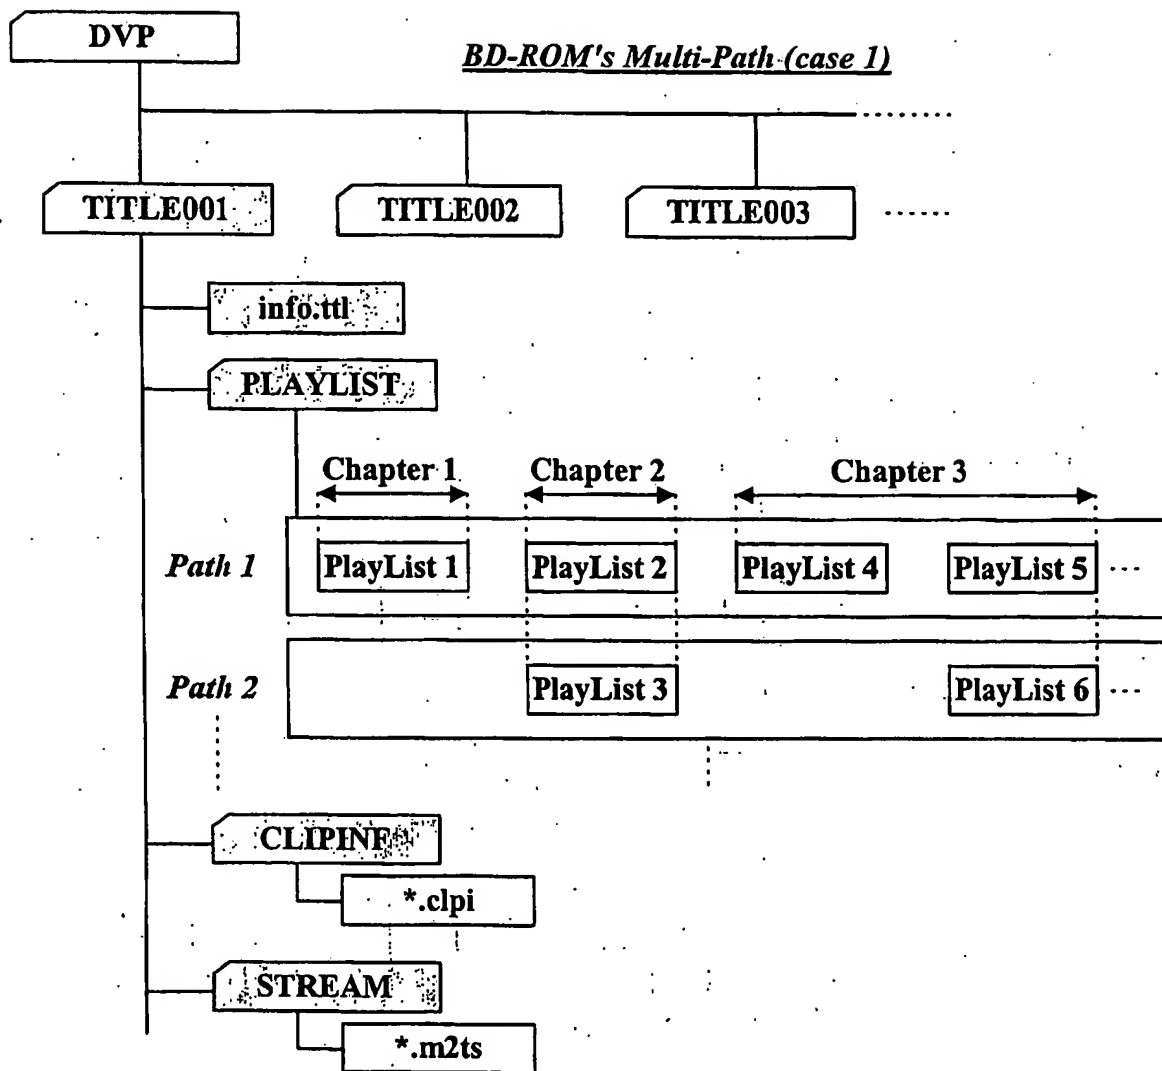 DVP
BD-ROM's Multi-Path (case 1)
TITLE001
TITLE002
TITLE003
info.ttl
PLAYLIST
Chapter 1
Chapter 2
Chapter 3
Path 1
PlayList 1
PlayList 2
PlayList 4
PlayList 5
Path 2
PlayList 3
PlayList 6
CLIPINF
*.clpi
STREAM
*.m2ts